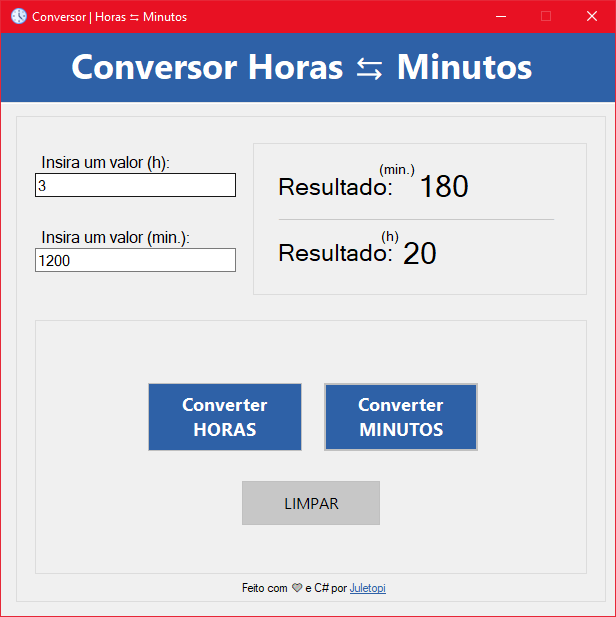 Conversor | Horas ⇆ Minutos
Conversor Horas ⇆ Minutos
Insira um valor (h):
3
Insira um valor (min.):
1200
(min.)
Resultado: 180
(h)
Resultado: 20
Converter
HORAS
Converter
MINUTOS
LIMPAR
Feito com 🤍 e C# por Juletopi